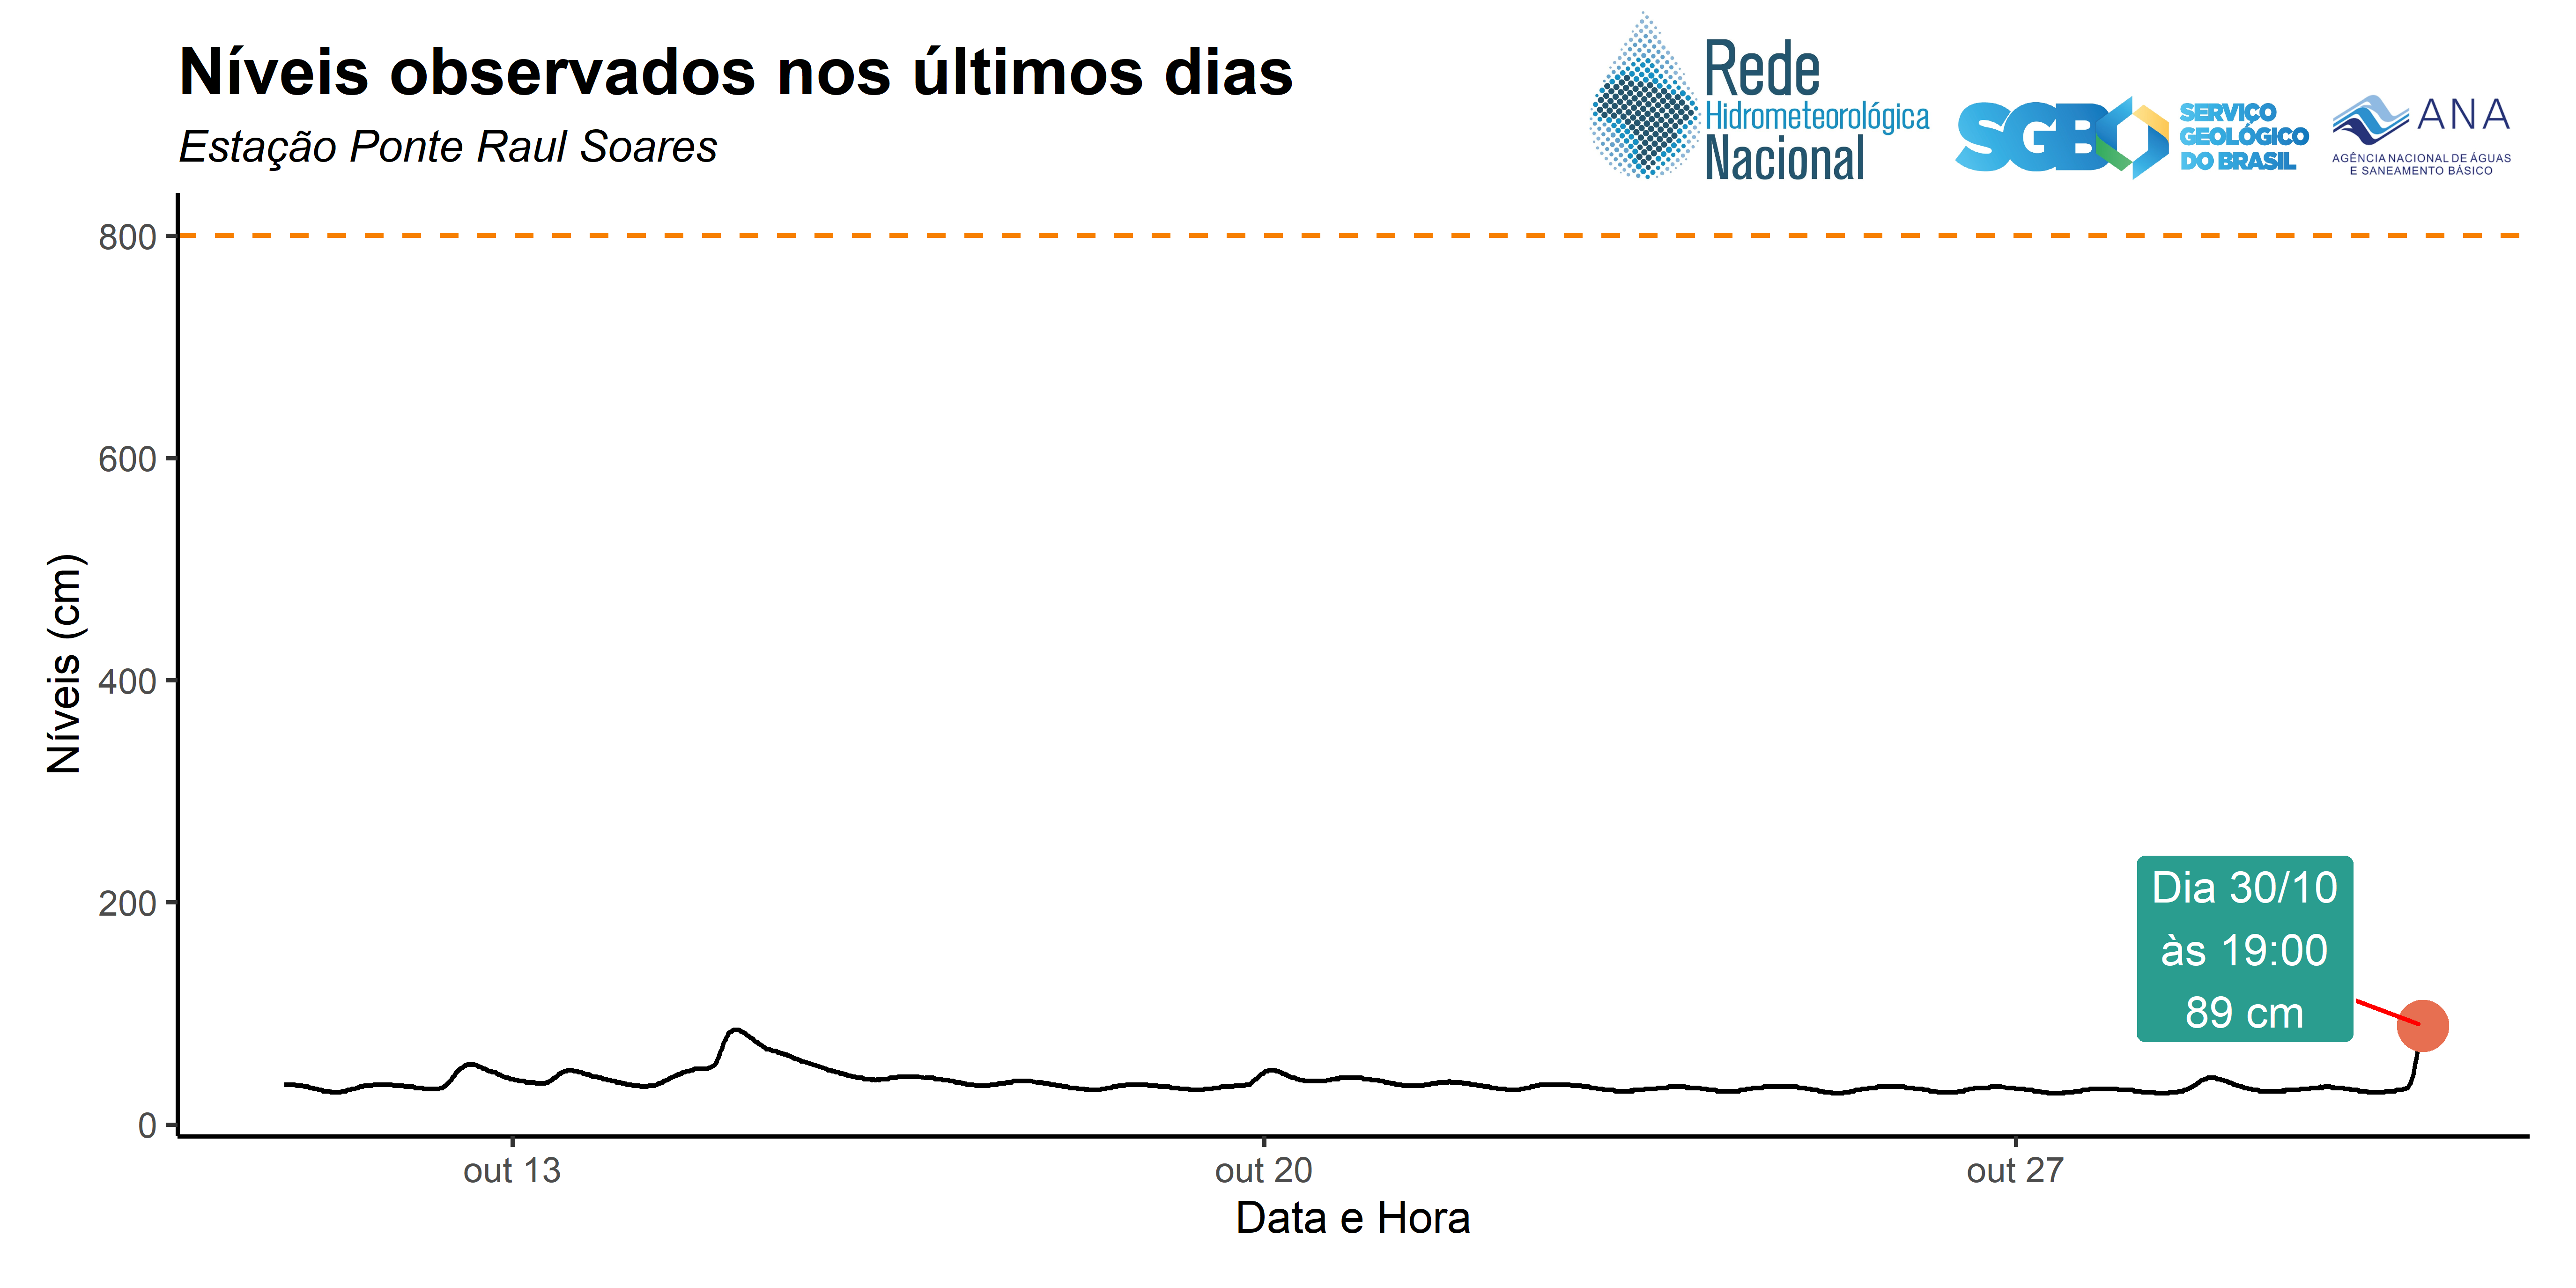 Níveis observados nos últimos dias
Estação Ponte Raul Soares
Rede
Hidrometeorológica
Nacional
SGB
SERVIÇO
GEOLÓGICO
DO BRASIL
ANA
AGÊNCIA NACIONAL DE ÁGUAS
E SANEAMENTO BÁSICO
Níveis (cm)
800
600
400
200
0
Dia 30/10
às 19:00
89 cm
out 13
out 20
out 27
Data e Hora